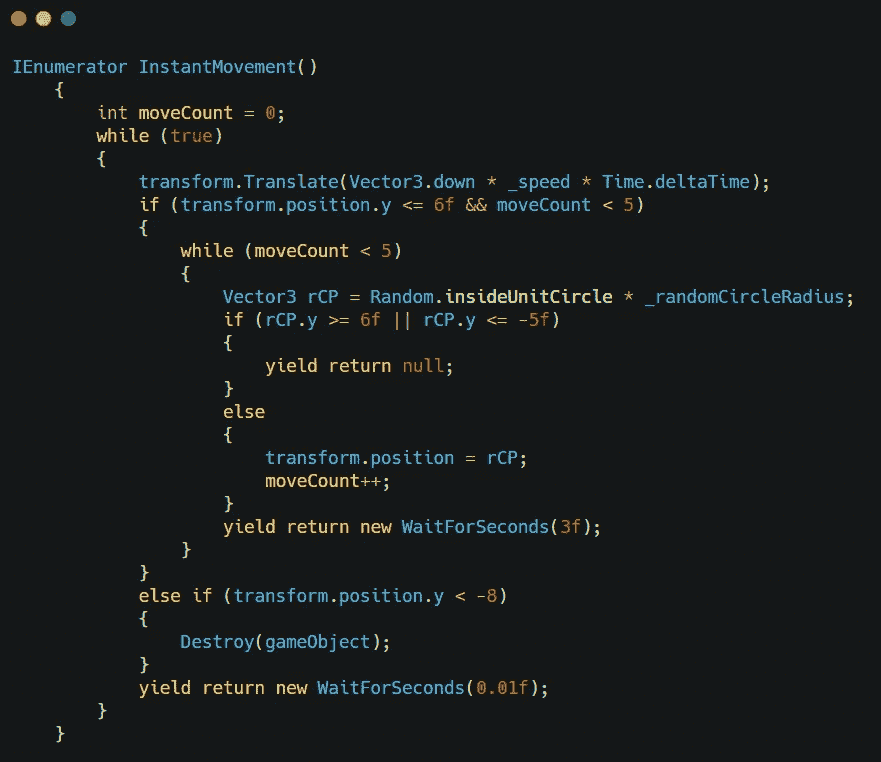 IEnumerator InstantMovement()
{
int moveCount = 0;
while (true)
{
transform.Translate(Vector3.down * _speed * Time.deltaTime);
if (transform.position.y <= 6f && moveCount < 5)
{
while (moveCount < 5)
{
Vector3 rCP = Random.insideUnitCircle * _randomCircleRadius;
if (rCP.y >= 6f || rCP.y <= -5f)
{
yield return null;
}
else
{
transform.position = rCP;
moveCount++;
}
yield return new WaitForSeconds(3f);
}
}
else if (transform.position.y < -8)
{
Destroy(gameObject);
}
yield return new WaitForSeconds(0.01f);
}
}